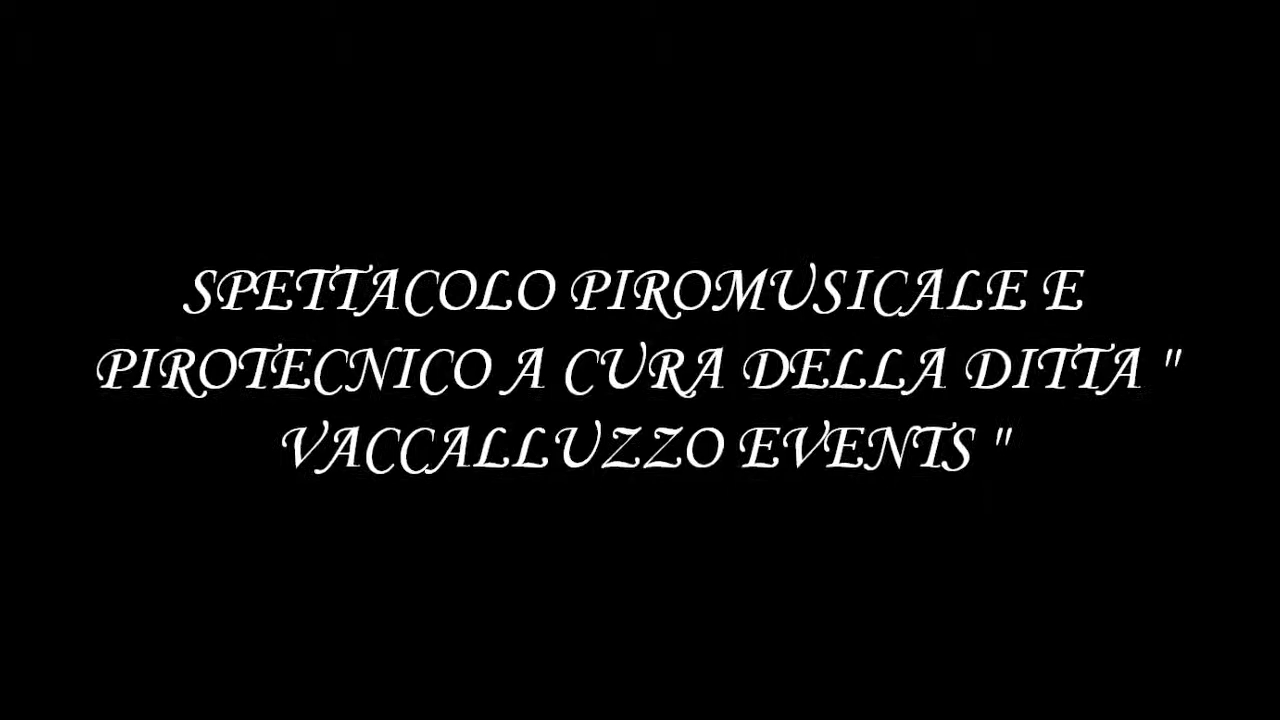 SPETTACOLO PIROMUSICALE E
PIROTECNICO A CURA DELLA DITTA "
VACCALLUZZO EVENTS "